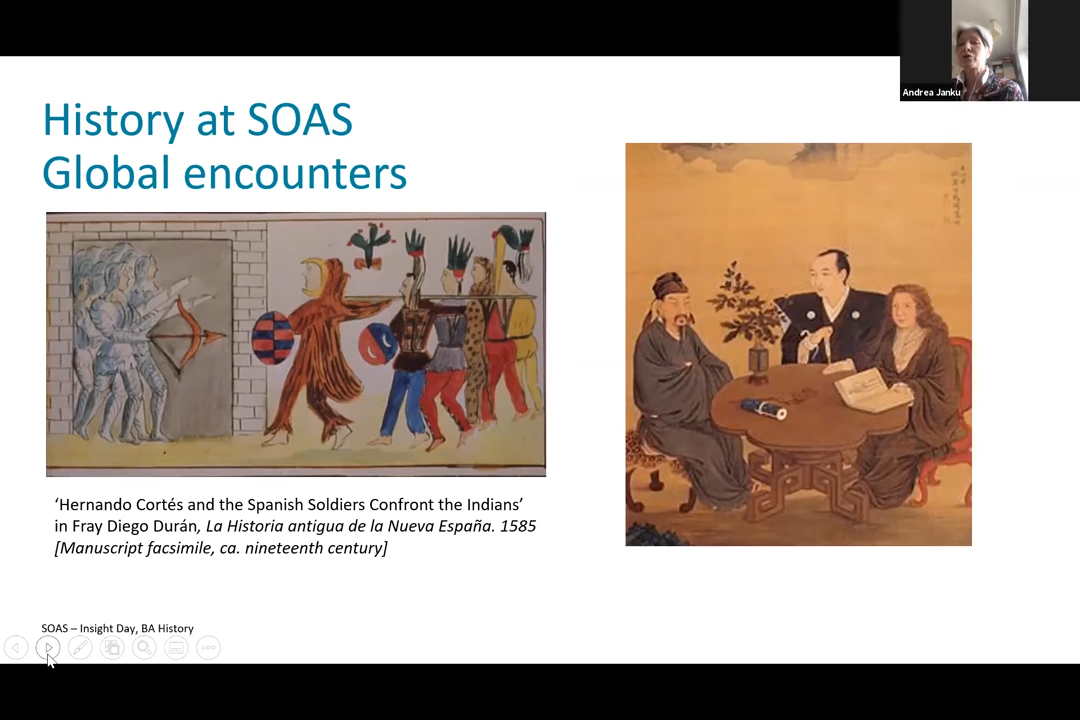 History at SOAS
Global encounters
‘Hernando Cortés and the Spanish Soldiers Confront the Indians’
in Fray Diego Durán, La Historia antigua de la Nueva España. 1585
[Manuscript facsimile, ca. nineteenth century]
SOAS – Insight Day, BA History
Andrea Janku